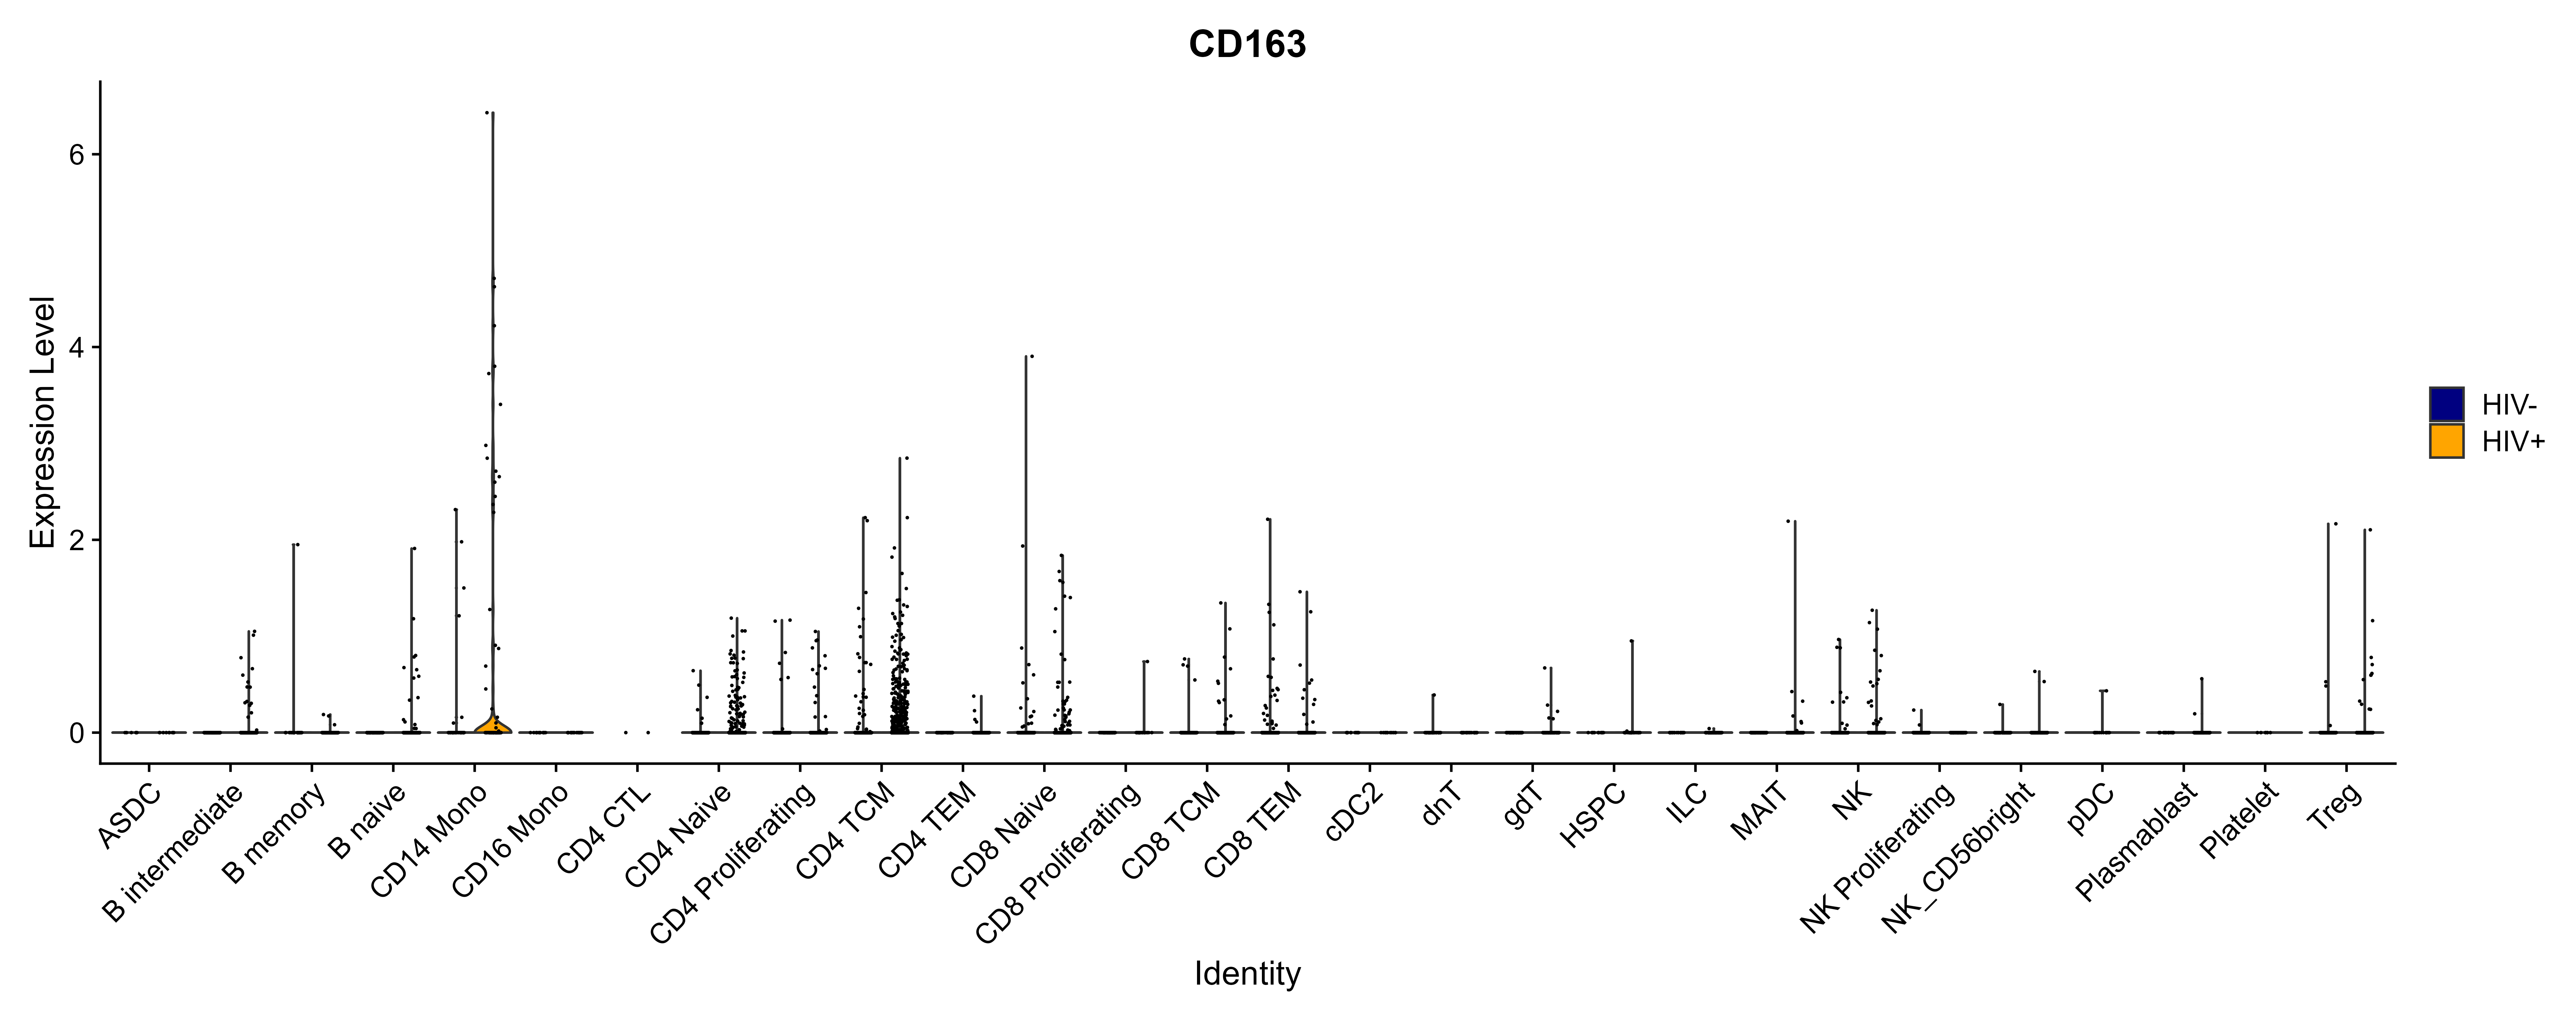 CD163
Expression Level
6
4
2
0
ASDC
B intermediate
B memory
B naive
CD14 Mono
CD16 Mono
CD4 CTL
CD4 Naive
CD4 Proliferating
CD4 TCM
CD4 TEM
CD8 Naive
CD8 Proliferating
CD8 TCM
CD8 TEM
cDC2
dnT
gdT
HSPC
ILC
MAIT
NK
NK Proliferating
NK_CD56bright
pDC
Plasmablast
Platelet
Treg
Identity
HIV-
HIV+